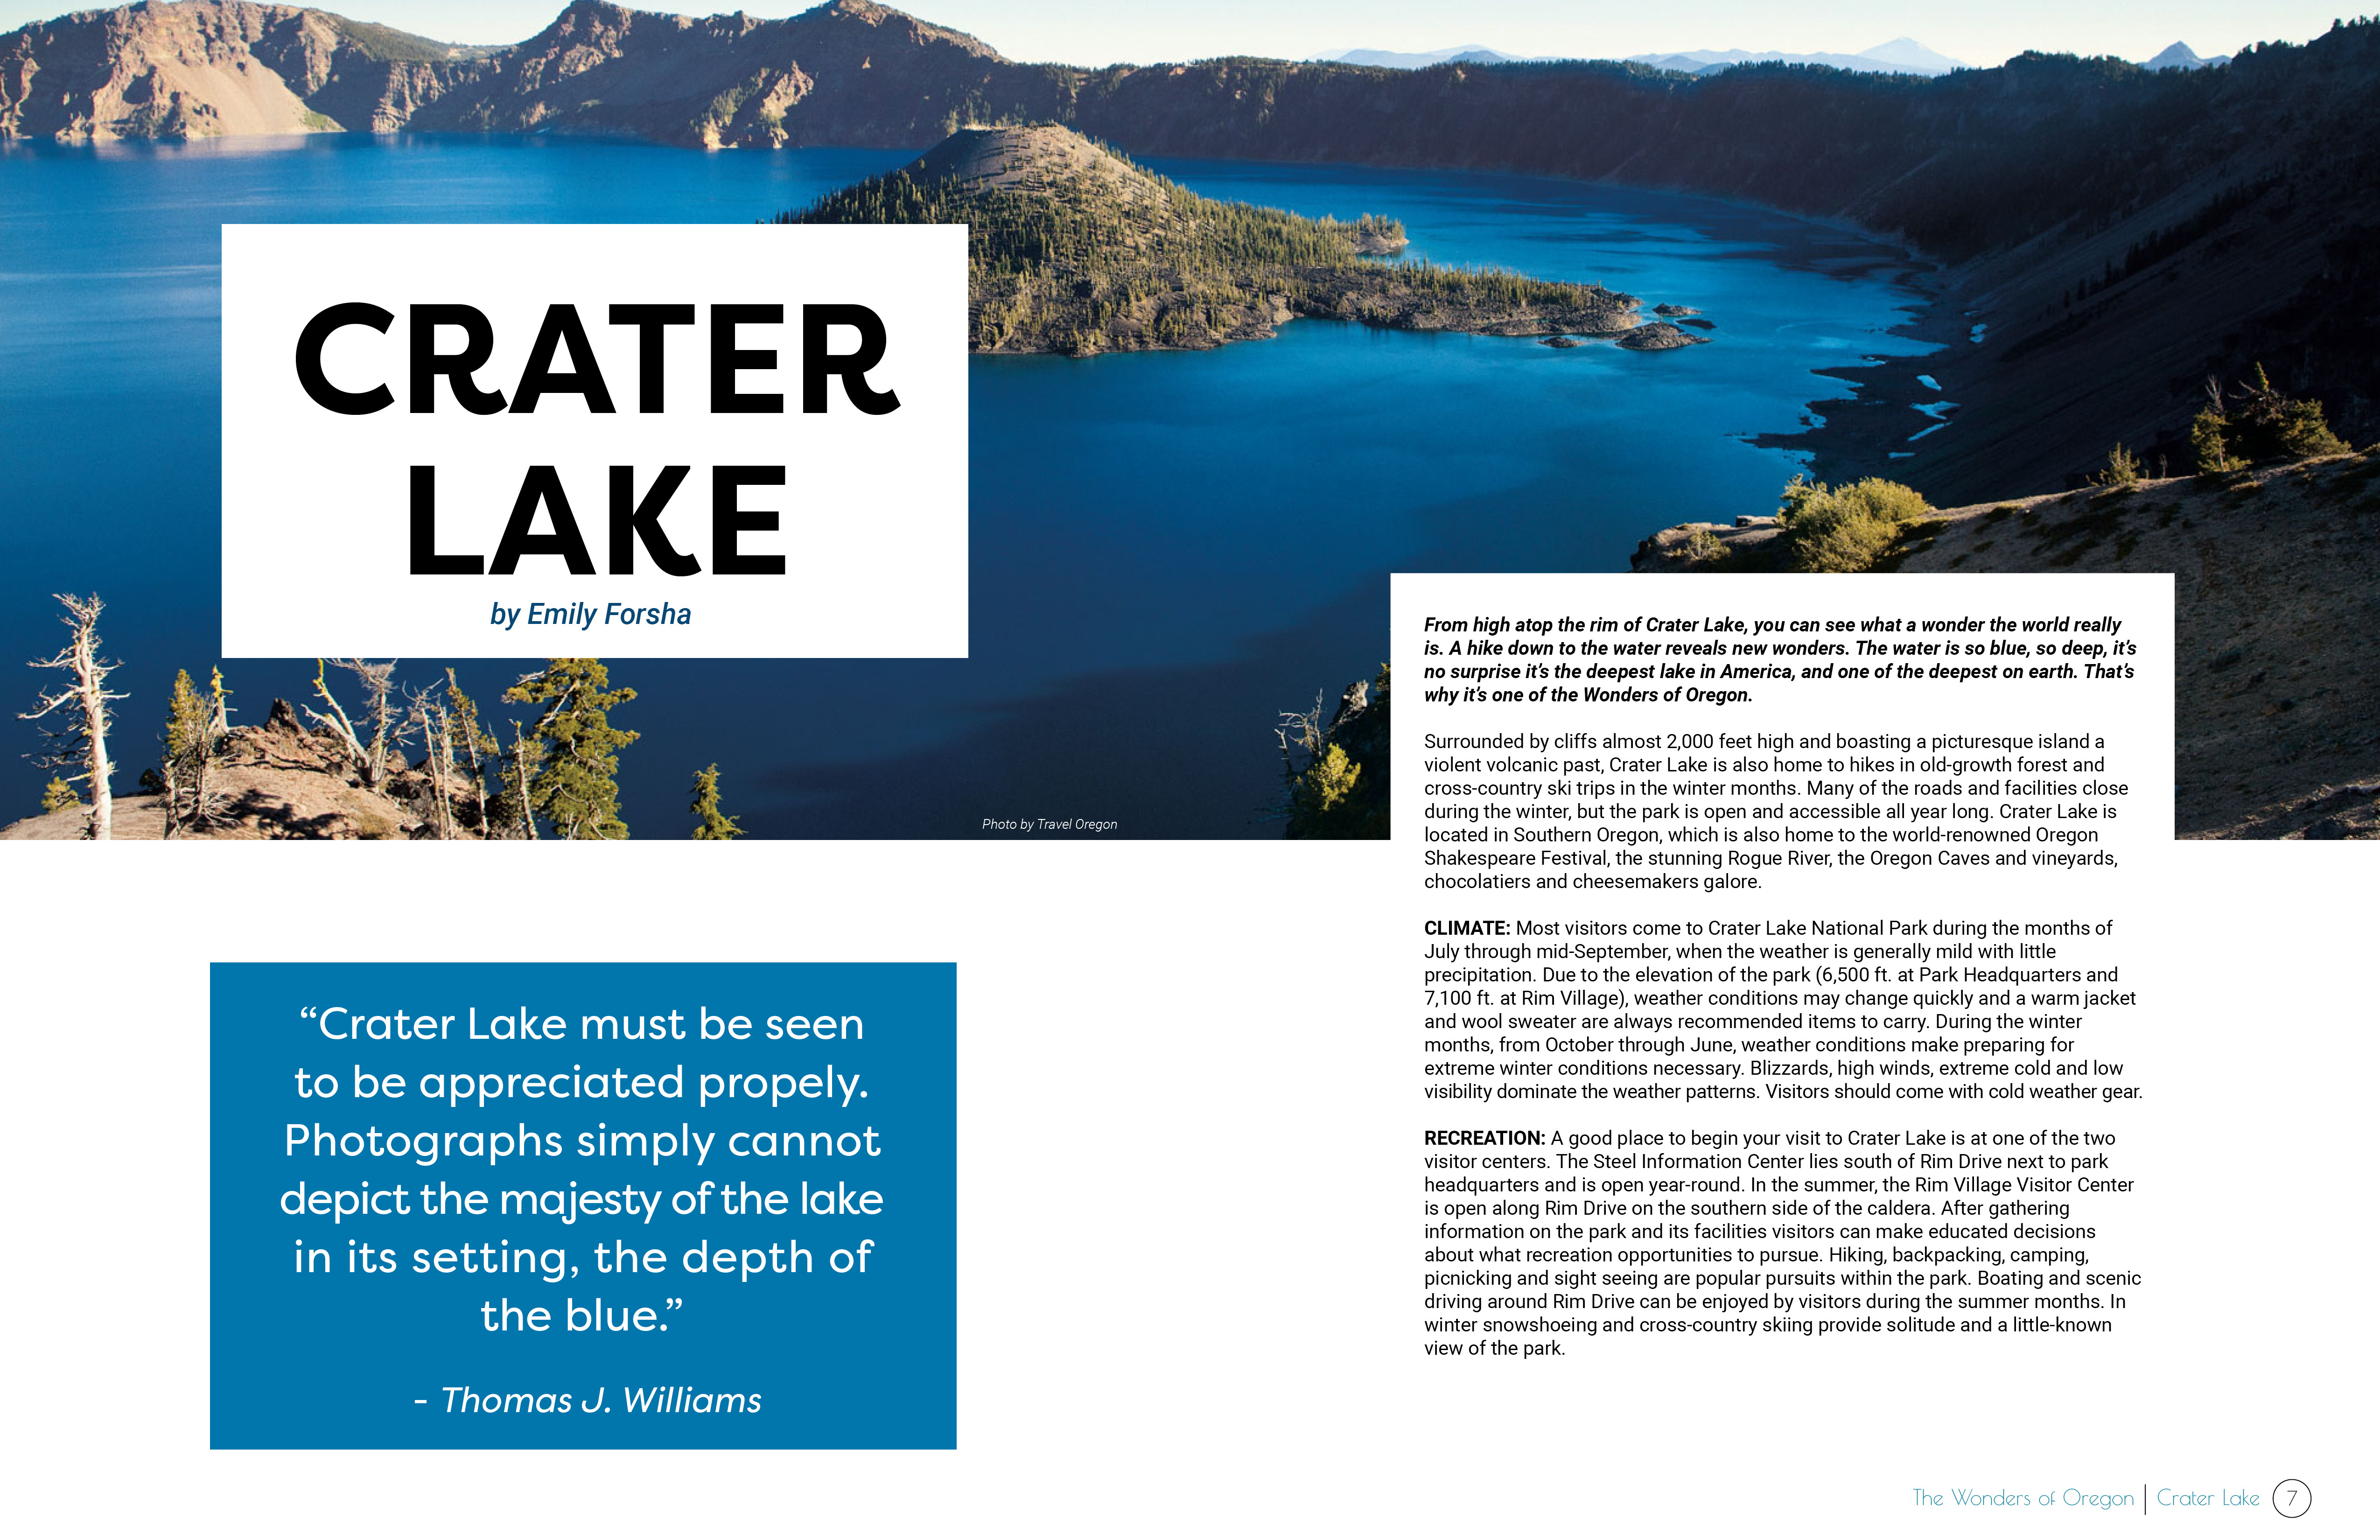 CRATER
LAKE
by Emily Forsha
Photo by Travel Oregon
“Crater Lake must be seen
to be appreciated propely.
Photographs simply cannot
depict the majesty of the lake
in its setting, the depth of
the blue.”
- Thomas J. Williams
From high atop the rim of Crater Lake, you can see what a wonder the world really
is. A hike down to the water reveals new wonders. The water is so blue, so deep, it’s
no surprise it’s the deepest lake in America, and one of the deepest on earth. That’s
why it’s one of the Wonders of Oregon.
Surrounded by cliffs almost 2,000 feet high and boasting a picturesque island a
violent volcanic past, Crater Lake is also home to hikes in old-growth forest and
cross-country ski trips in the winter months. Many of the roads and facilities close
during the winter, but the park is open and accessible all year long. Crater Lake is
located in Southern Oregon, which is also home to the world-renowned Oregon
Shakespeare Festival, the stunning Rogue River, the Oregon Caves and vineyards,
chocolatiers and cheesemakers galore.
CLIMATE: Most visitors come to Crater Lake National Park during the months of
July through mid-September, when the weather is generally mild with little
precipitation. Due to the elevation of the park (6,500 ft. at Park Headquarters and
7,100 ft. at Rim Village), weather conditions may change quickly and a warm jacket
and wool sweater are always recommended items to carry. During the winter
months, from October through June, weather conditions make preparing for
extreme winter conditions necessary. Blizzards, high winds, extreme cold and low
visibility dominate the weather patterns. Visitors should come with cold weather gear.
RECREATION: A good place to begin your visit to Crater Lake is at one of the two
visitor centers. The Steel Information Center lies south of Rim Drive next to park
headquarters and is open year-round. In the summer, the Rim Village Visitor Center
is open along Rim Drive on the southern side of the caldera. After gathering
information on the park and its facilities visitors can make educated decisions
about what recreation opportunities to pursue. Hiking, backpacking, camping,
picnicking and sight seeing are popular pursuits within the park. Boating and scenic
driving around Rim Drive can be enjoyed by visitors during the summer months. In
winter snowshoeing and cross-country skiing provide solitude and a little-known
view of the park.
The Wonders of Oregon | Crater Lake 7